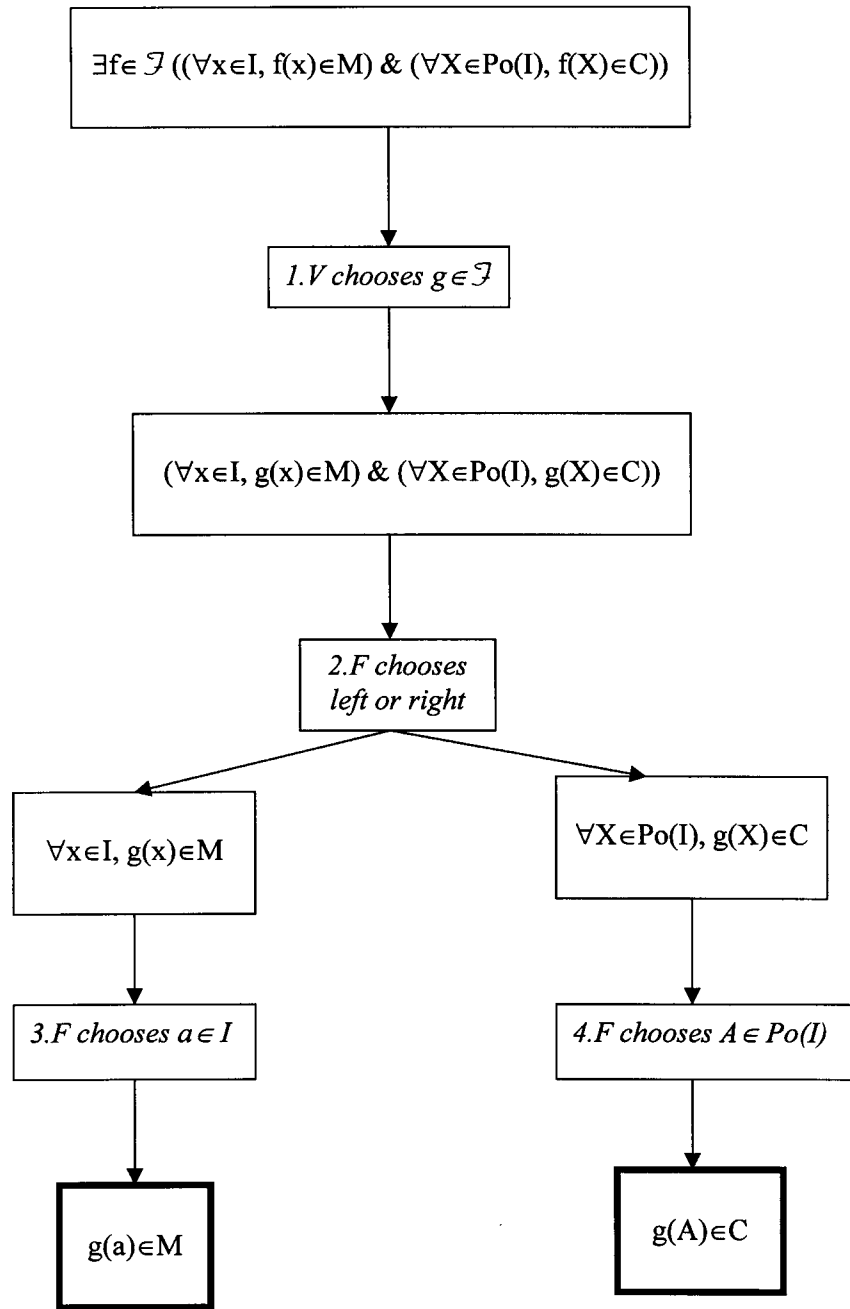 ∃f∈ ℱ ((∀x∈I, f(x)∈M) & (∀X∈Po(I), f(X)∈C))
1.V chooses g∈ℱ
(∀x∈I, g(x)∈M) & (∀X∈Po(I), g(X)∈C))
2.F chooses
left or right
∀x∈I, g(x)∈M
∀X∈Po(I), g(X)∈C
3.F chooses a∈I
4.F chooses A∈Po(I)
g(a)∈M
g(A)∈C